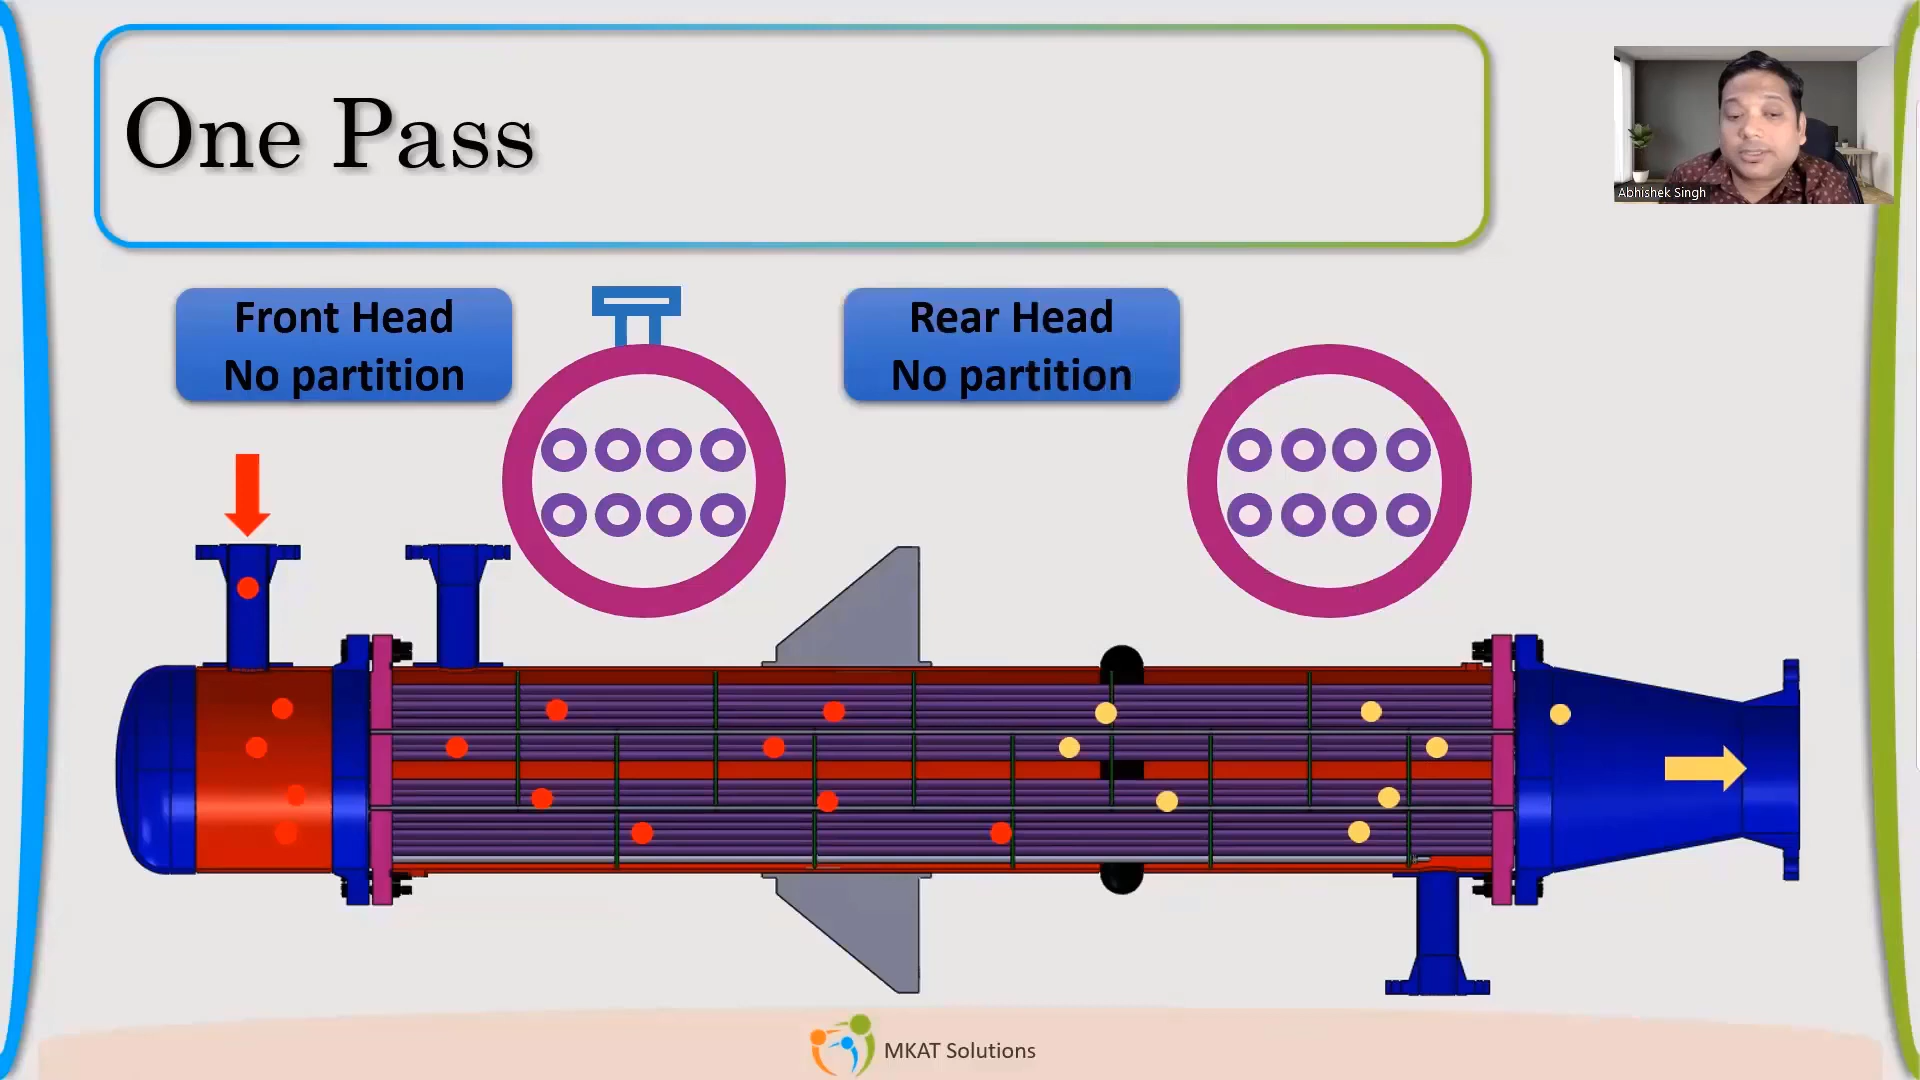 One Pass
Abhishek Singh
Front Head
No partition
Rear Head
No partition
MKAT Solutions